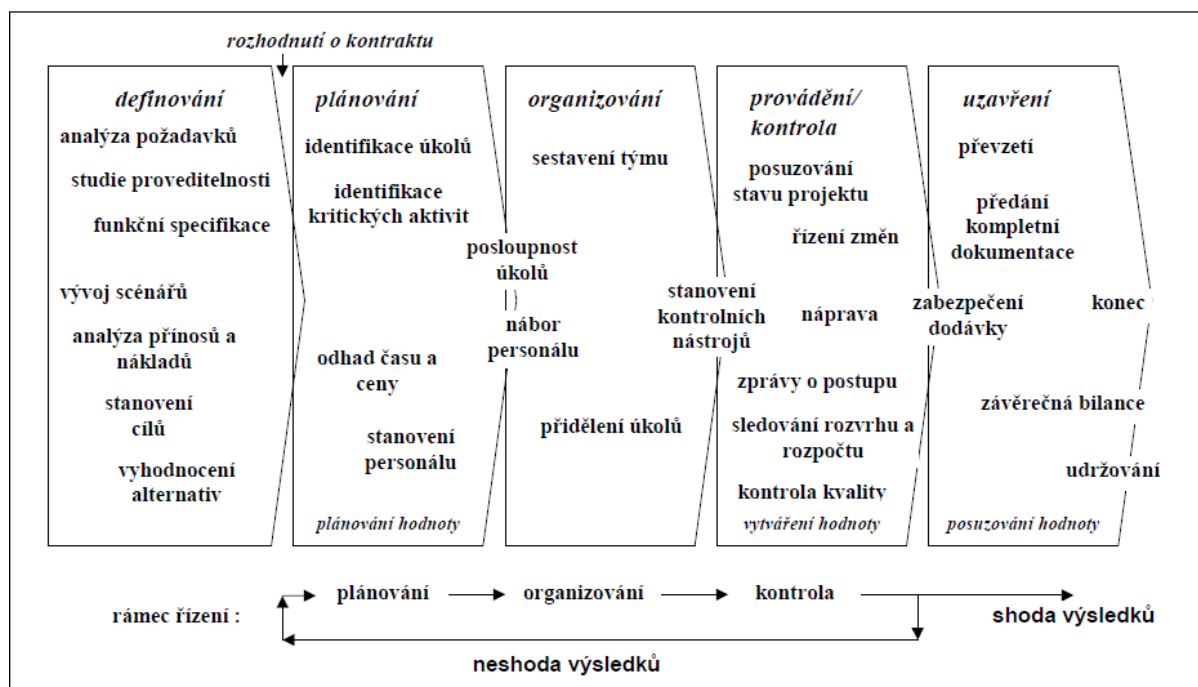 rozhodnutí o kontraktu
definování
analýza požadavků
studie proveditelnosti
funkční specifikace
vývoj scénářů
analýza přínosů a
nákladů
stanovení
cílů
vyhodnocení
alternativ
plánování
identifikace úkolů
identifikace
kritických aktivit
posloupnost
úkolů
nábor
personálu
odhad času a
ceny
stanovení
personálu
plánování hodnoty
organizování
sestavení týmu
stanovení
kontrolních
nástrojů
přidělení úkolů
provádění/
kontrola
posuzování
stavu projektu
řízení změn
náprava
zprávy o postupu
sledování rozvrhu a
rozpočtu
kontrola kvality
vytváření hodnoty
uzavření
převzetí
předání
kompletní
dokumentace
zabezpečení
dodávky
konec
závěrečná bilance
udržování
posuzování hodnoty
rámec řízení :
plánování
organizování
kontrola
shoda výsledků
neshoda výsledků